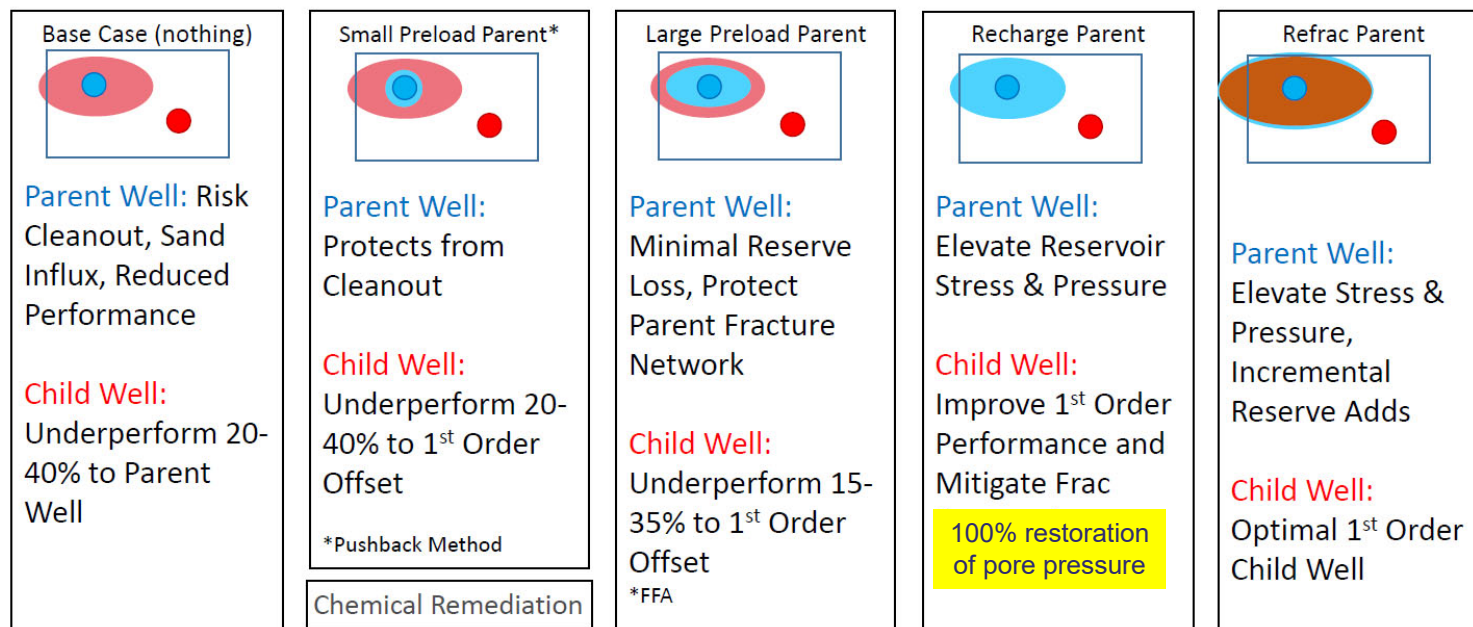 Base Case (nothing)
Parent Well: Risk
Cleanout, Sand
Influx, Reduced
Performance
Child Well:
Underperform 20-
40% to Parent
Well
Small Preload Parent*
Parent Well:
Protects from
Cleanout
Child Well:
Underperform 20-
40% to 1st Order
Offset
*Pushback Method
Chemical Remediation
Large Preload Parent
Parent Well:
Minimal Reserve
Loss, Protect
Parent Fracture
Network
Child Well:
Underperform 15-
35% to 1st Order
Offset
*FFA
Recharge Parent
Parent Well:
Elevate Reservoir
Stress & Pressure
Child Well:
Improve 1st Order
Performance and
Mitigate Frac
100% restoration
of pore pressure
Refrac Parent
Parent Well:
Elevate Stress &
Pressure,
Incremental
Reserve Adds
Child Well:
Optimal 1st Order
Child Well